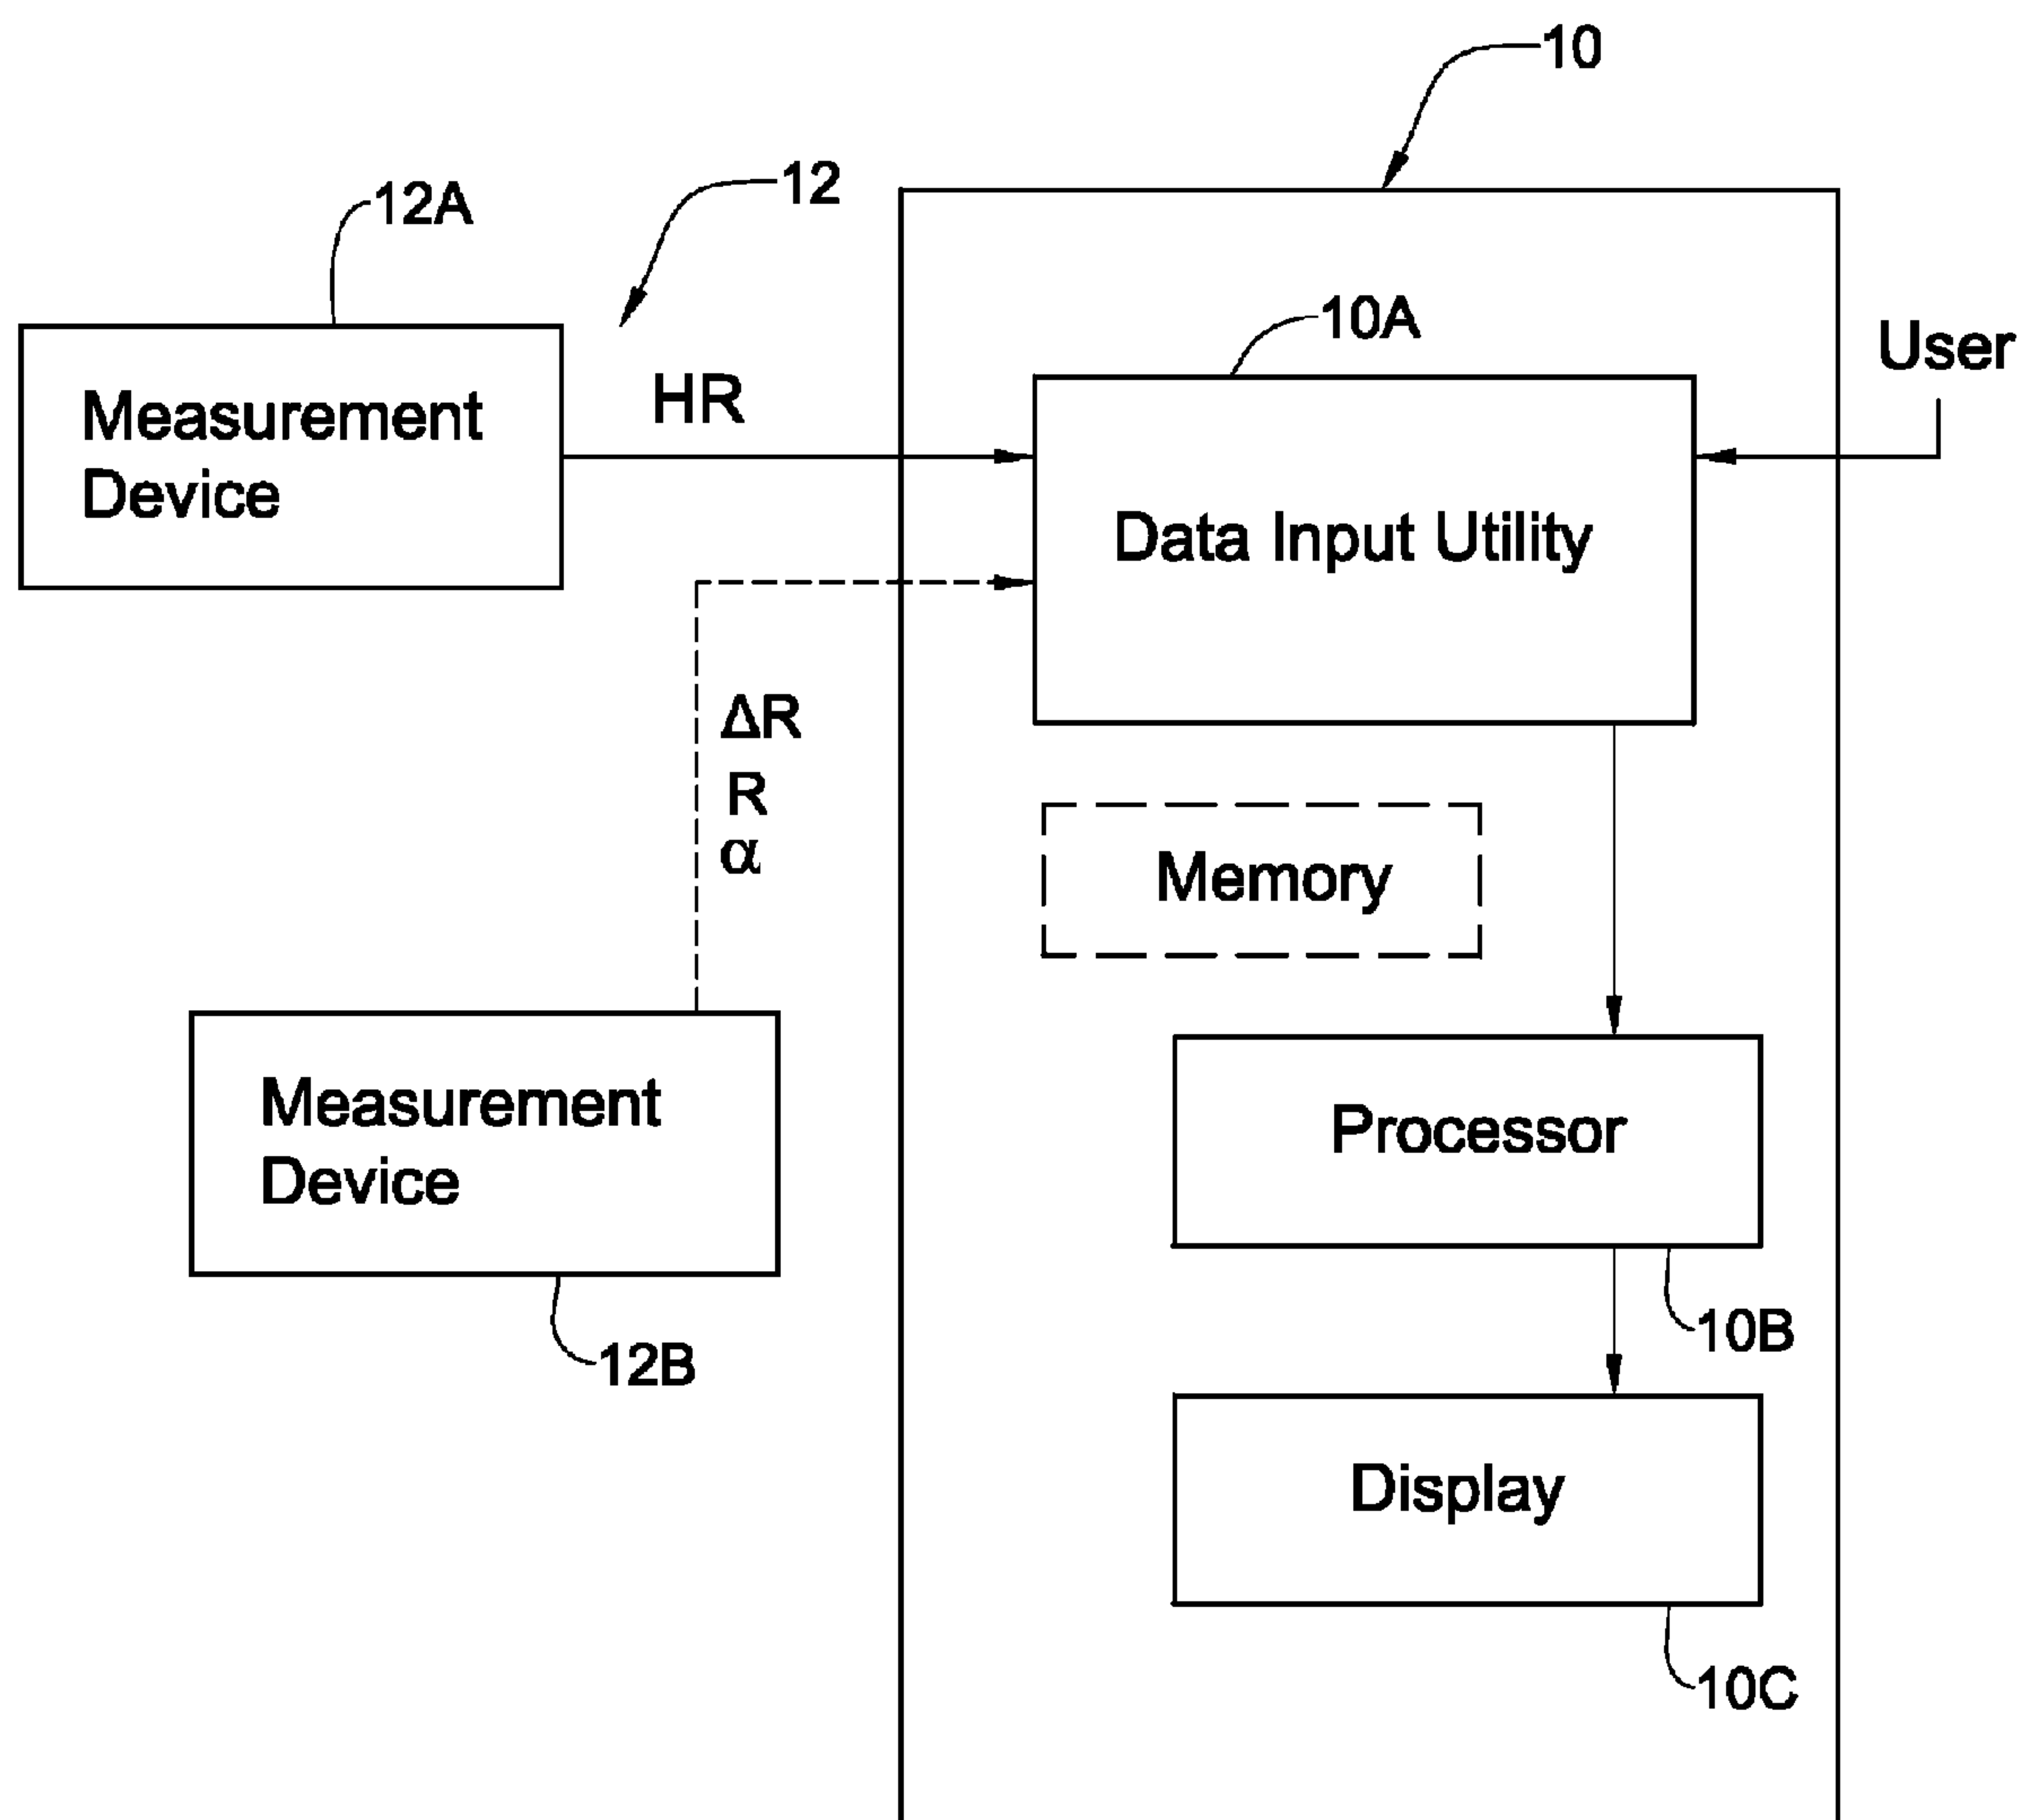 10
12
12A
10A
User
HR
Measurement
Device
Data Input Utility
ΔR
R
α
Memory
Measurement
Device
Processor
12B
10B
Display
10C